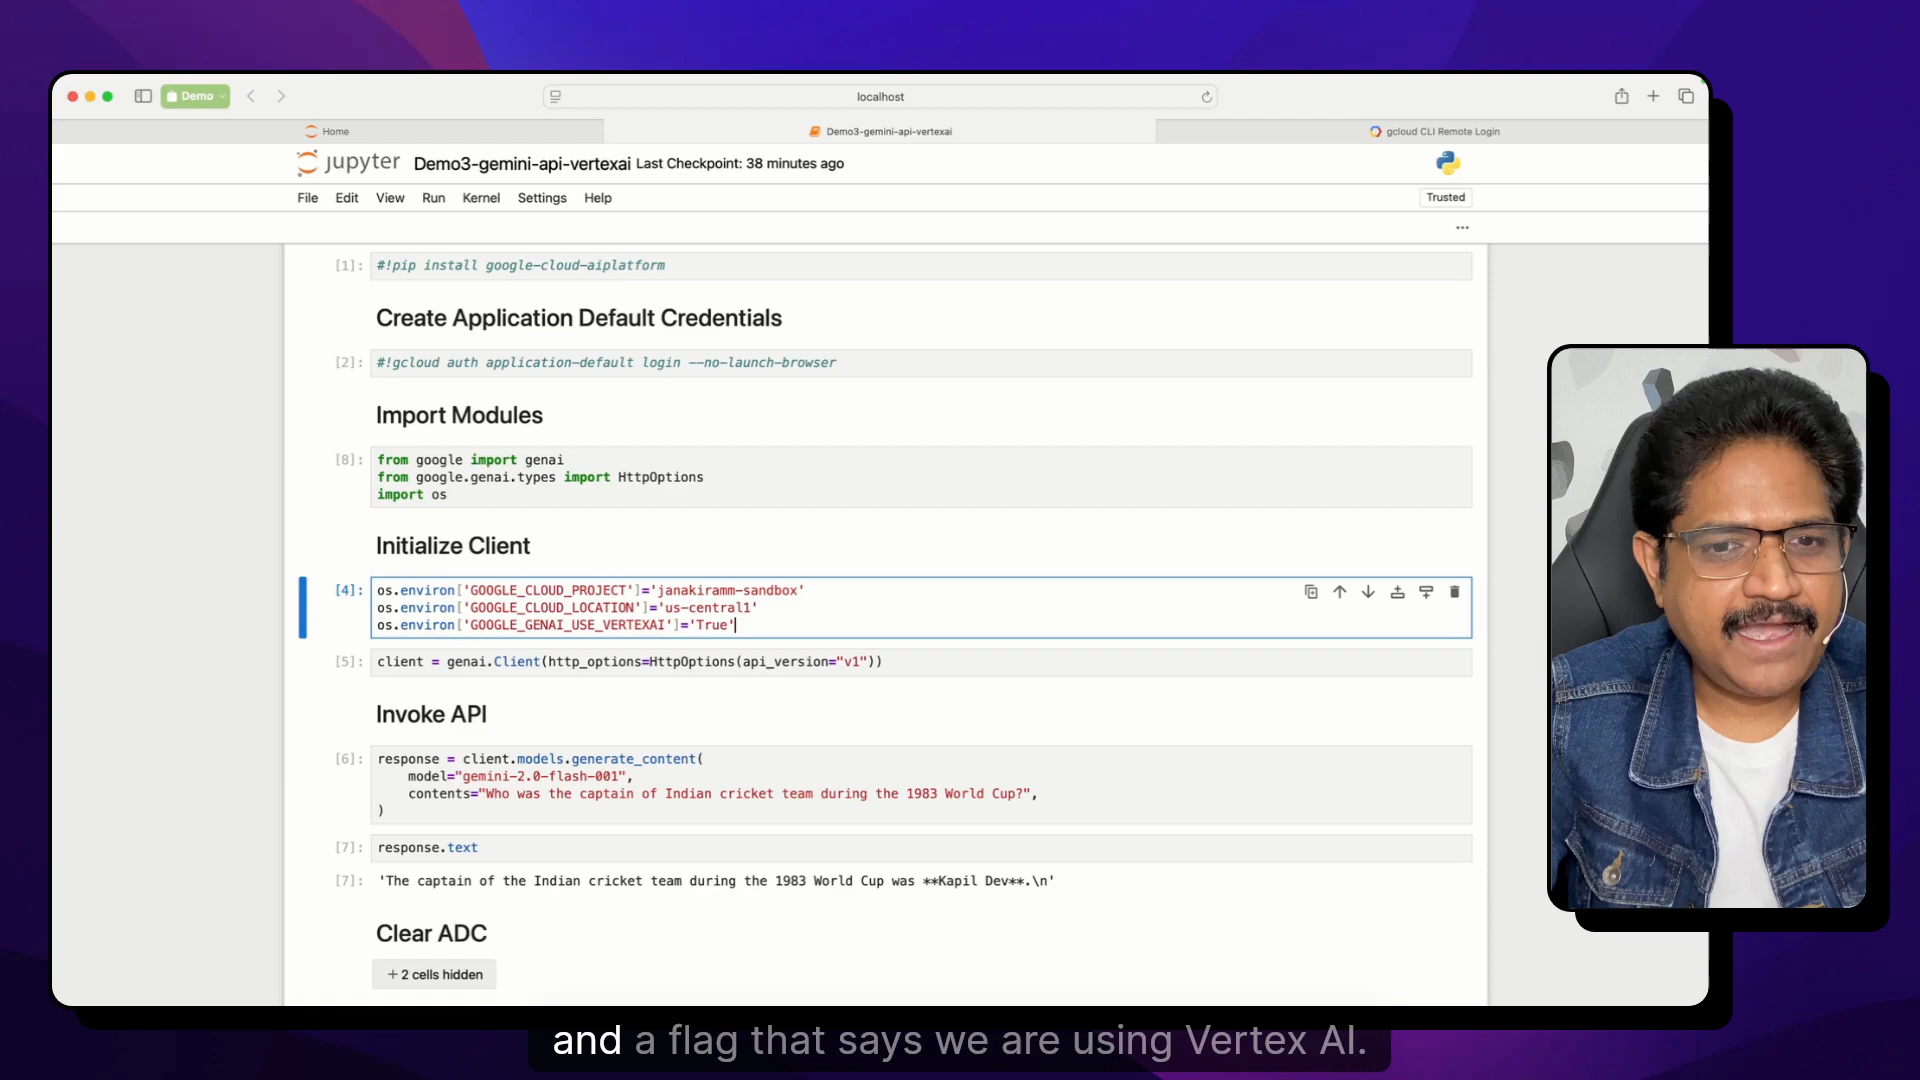 Demo
localhost
Home
Demo3-gemini-api-vertexai
gcloud CLI Remote Login
jupyter Demo3-gemini-api-vertexai Last Checkpoint: 38 minutes ago
File Edit View Run Kernel Settings Help
Trusted
[1]: #!pip install google-cloud-aiplatform
Create Application Default Credentials
[2]: #!gcloud auth application-default login --no-launch-browser
Import Modules
[8]: from google import genai
from google.genai.types import HttpOptions
import os
Initialize Client
[4]: os.environ['GOOGLE_CLOUD_PROJECT']='janakiramm-sandbox'
os.environ['GOOGLE_CLOUD_LOCATION']='us-central1'
os.environ['GOOGLE_GENAI_USE_VERTEXAI']='True'
[5]: client = genai.Client(http_options=HttpOptions(api_version="v1"))
Invoke API
[6]: response = client.models.generate_content(
model="gemini-2.0-flash-001",
contents="Who was the captain of Indian cricket team during the 1983 World Cup?",
)
[7]: response.text
[7]: 'The captain of the Indian cricket team during the 1983 World Cup was **Kapil Dev**.\n'
Clear ADC
+ 2 cells hidden
and a flag that says we are using Vertex AI.